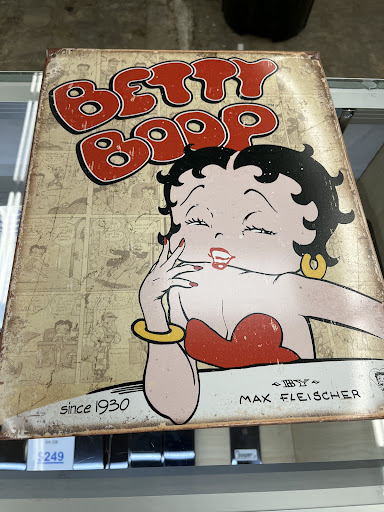 BETTY
BOOP
since 1930
BY
MAX FLEISCHER
$249